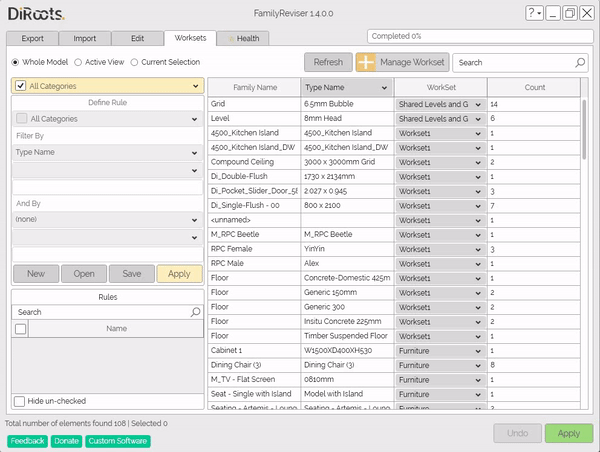 DiRoots.
FamilyReviser 1.4.0.0
?
Completed 0%
Export Import Edit Worksets Health
Whole Model Active View Current Selection
Refresh
Manage Workset
Search
All Categories
Define Rule
All Categories
Filter By
Type Name
And By
(none)
New Open Save Apply
Rules
Search
Name
Hide un-checked
Family Name Type Name WorkSet Count
Grid 6.5mm Bubble Shared Levels and G 14
Level 8mm Head Shared Levels and G 6
4500_Kitchen Island 4500_Kitchen Island Workset1 1
4500_Kitchen Island_DW 4500_Kitchen Island_DW Workset1 1
Compound Ceiling 3000 x 3000mm Grid Workset1 2
Di_Double-Flush 1730 x 2134mm Workset1 1
Di_Pocket_Slider_Door_5 2.027 x 0.945 Workset1 3
Di_Single-Flush - 00 800 x 2100 Workset1 7
<unnamed> Workset1 1
M_RPC Beetle M_RPC Beetle Workset1 1
RPC Female YinYin Workset1 3
RPC Male Alex Workset1 1
Floor Concrete-Domestic 425m Workset1 1
Floor Generic 150mm Workset1 2
Floor Generic 300 Workset1 2
Floor Insitu Concrete 225mm Workset1 2
Floor Timber Suspended Floor Workset1 1
Cabinet 1 W1500XD400XH530 Furniture 1
Dining Chair (3) Dining Chair (3) Furniture 8
M_TV - Flat Screen 0810mm Furniture 1
Seat - Single with Island Model with Island Furniture 1
Seating - Artemis - Loung Seating - Artemis - Loung Furniture 2
Total number of elements found 108 | Selected 0
Feedback Donate Custom Software
Undo Apply